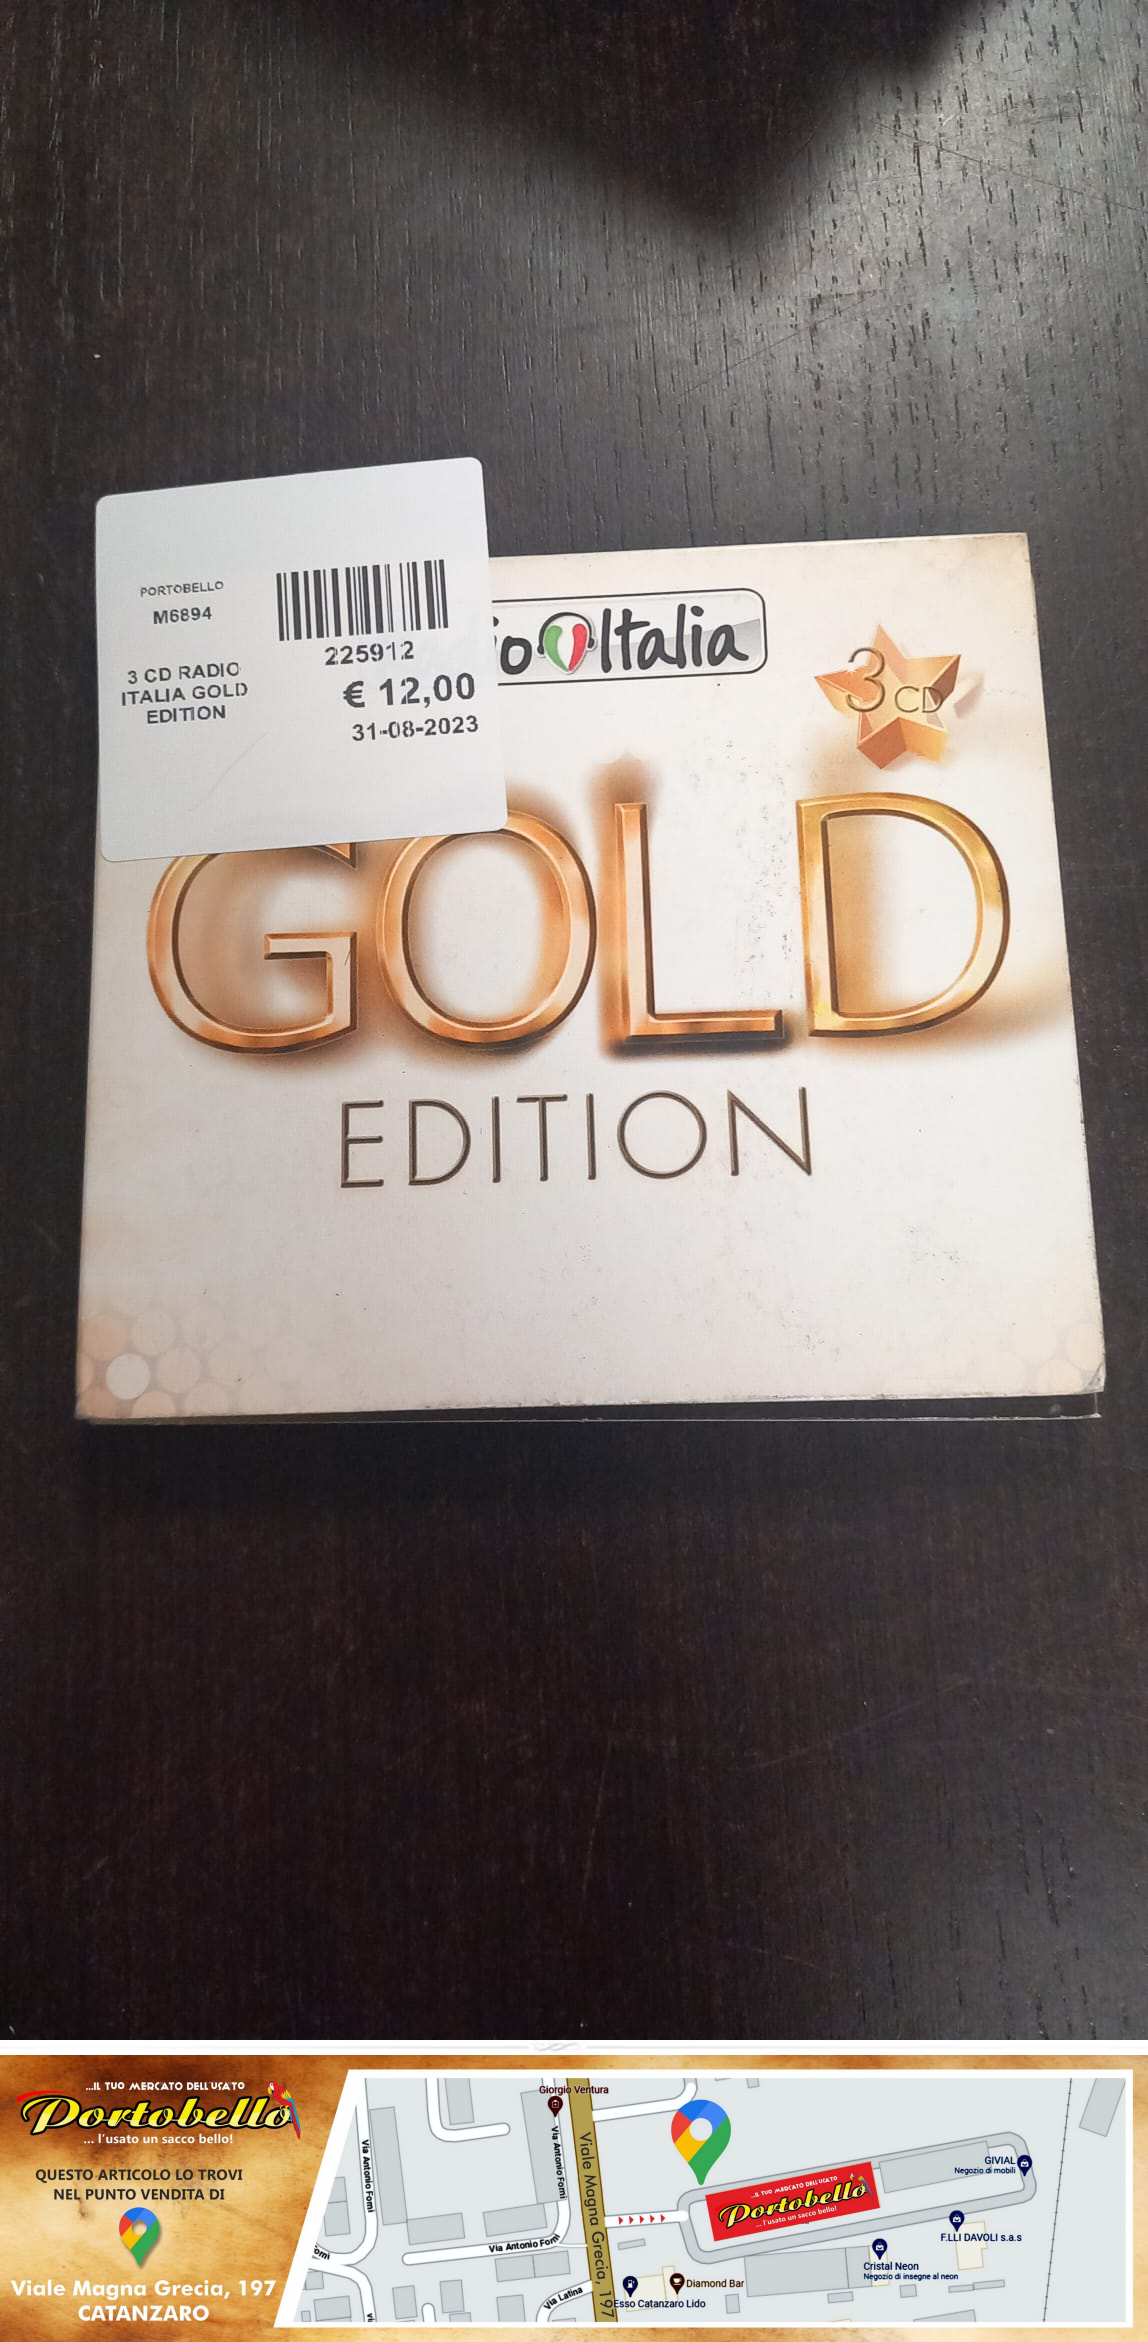 PORTOBELLO
M6894
3 CD RADIO
ITALIA GOLD
EDITION
225912
€ 12,00
31-08-2023
io Italia
3 CD
GOLD
EDITION
...IL TUO MERCATO DELL'USATO
Portobello
... l'usato un sacco bello!
QUESTO ARTICOLO LO TROVI
NEL PUNTO VENDITA DI
Viale Magna Grecia, 197
CATANZARO
Giorgio Ventura
Via Antonio Forni
Via Antonio Forni
Viale Magna Grecia, 197
...IL TUO MERCATO DELL'USATO
Portobello
... l'usato un sacco bello!
GIVIAL
Negozio di mobili
F.LLI DAVOLI s.a.s
Via Antonio Forni
orni
Cristal Neon
Negozio di insegne al neon
Diamond Bar
Esso Catanzaro Lido
Via Latina